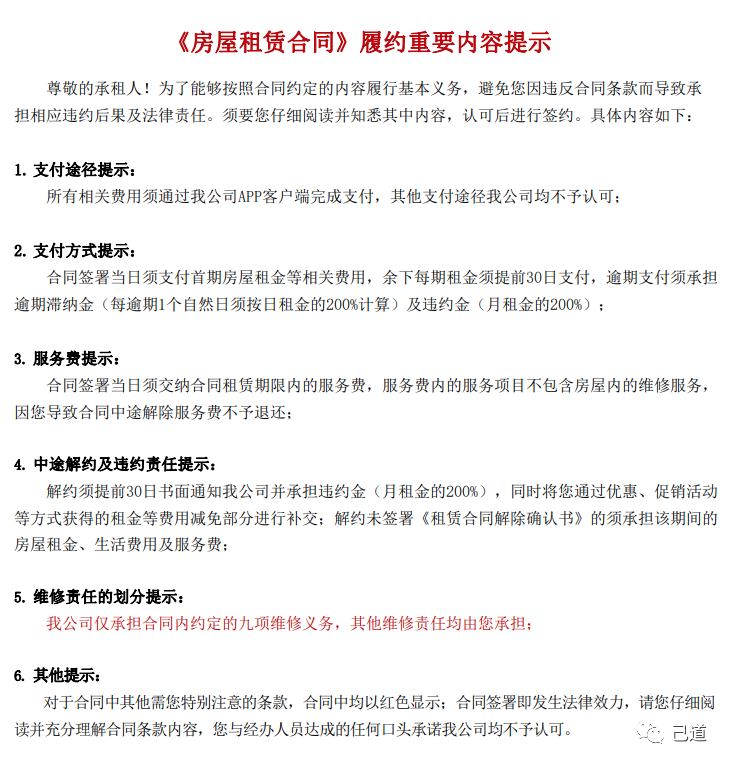 《房屋租赁合同》履约重要内容提示
尊敬的承租人！为了能够按照合同约定的内容履行基本义务，避免您因违反合同条款而导致承
担相应违约后果及法律责任。须要您仔细阅读并知悉其中内容，认可后进行签约。具体内容如下：
1. 支付途径提示：
所有相关费用须通过我公司APP客户端完成支付，其他支付途径我公司均不予认可；
2. 支付方式提示：
合同签署当日须支付首期房屋租金等相关费用，余下每期租金须提前30日支付，逾期支付须承担
逾期滞纳金（每逾期1个自然日须按日租金的200%计算）及违约金（月租金的200%）；
3. 服务费提示：
合同签署当日须交纳合同租赁期限内的服务费，服务费内的服务项目不包含房屋内的维修服务，
因您导致合同中途解除服务费不予退还；
4. 中途解约及违约责任提示：
解约须提前30日书面通知我公司并承担违约金（月租金的200%），同时将您通过优惠、促销活动
等方式获得的租金等费用减免部分进行补交；解约未签署《租赁合同解除确认书》的须承担该期间的
房屋租金、生活费用及服务费；
5. 维修责任的划分提示：
我公司仅承担合同内约定的九项维修义务，其他维修责任均由您承担；
6. 其他提示：
对于合同中其他需您特别注意的条款，合同中均以红色显示；合同签署即发生法律效力，请您仔细阅
读并充分理解合同条款内容，您与经办人员达成的任何口头承诺我公司均不予认可。
己道